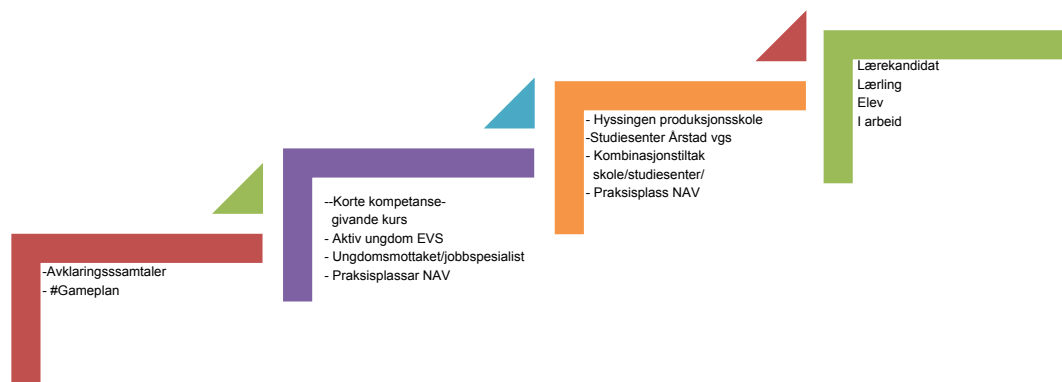 -Avklaringsssamtaler
- #Gameplan
--Korte kompetanse-
givande kurs
- Aktiv ungdom EVS
- Ungdomsmottaket/jobbspesialist
- Praksisplassar NAV
- Hyssingen produksjonsskole
-Studiesenter Årstad vgs
- Kombinasjonstiltak
skole/studiesenter/
- Praksisplass NAV
Lærekandidat
Lærling
Elev
I arbeid